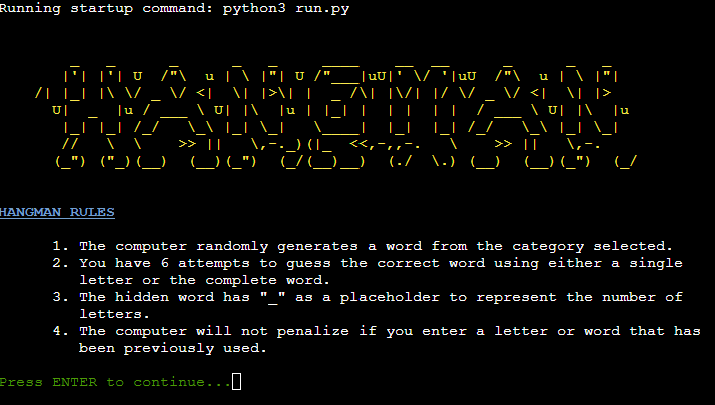 Running startup command: python3 run.py
HANGMAN
HANGMAN RULES
1. The computer randomly generates a word from the category selected.
2. You have 6 attempts to guess the correct word using either a single
letter or the complete word.
3. The hidden word has "_" as a placeholder to represent the number of
letters.
4. The computer will not penalize if you enter a letter or word that has
been previously used.
Press ENTER to continue...